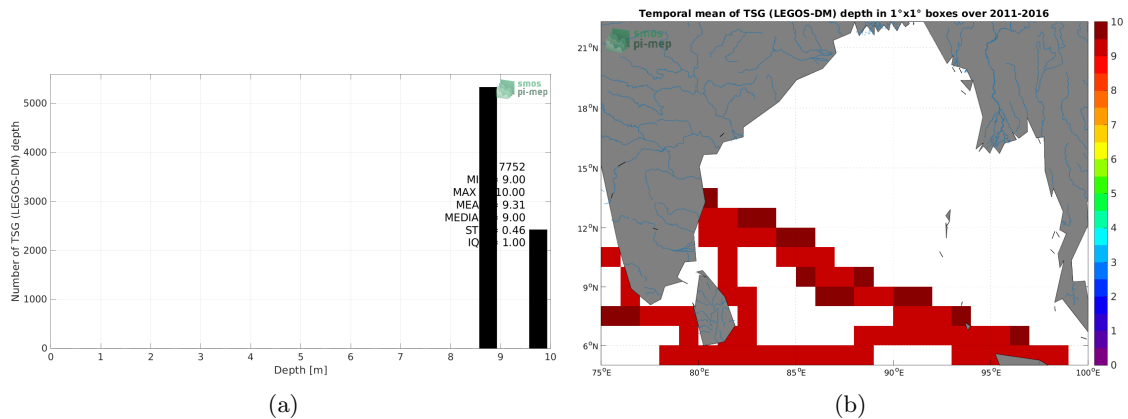 smos
pi-mep
Number of TSG (LEGOS-DM) depth
5000
4000
3000
2000
1000
0
7752
MI = 9.00
MAX 10.00
MEA = 9.31
MEDIA = 9.00
ST = 0.46
IQ = 1.00
0 1 2 3 4 5 6 7 8 9 10
Depth [m]
(a)
Temporal mean of TSG (LEGOS-DM) depth in 1°x1° boxes over 2011-2016
smos
pi-mep
21°N
18°N
15°N
12°N
9°N
6°N
75°E 80°E 85°E 90°E 95°E 100°E
10
9
8
7
6
5
4
3
2
1
0
(b)